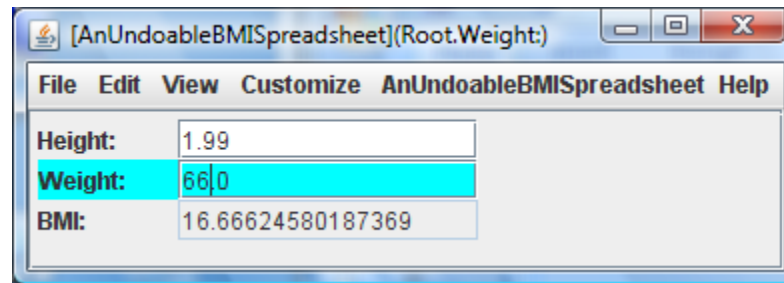 [AnUndoableBMISpreadsheet](Root.Weight:)
File Edit View Customize AnUndoableBMISpreadsheet Help
Height: 1.99
Weight: 66.0
BMI: 16.66624580187369